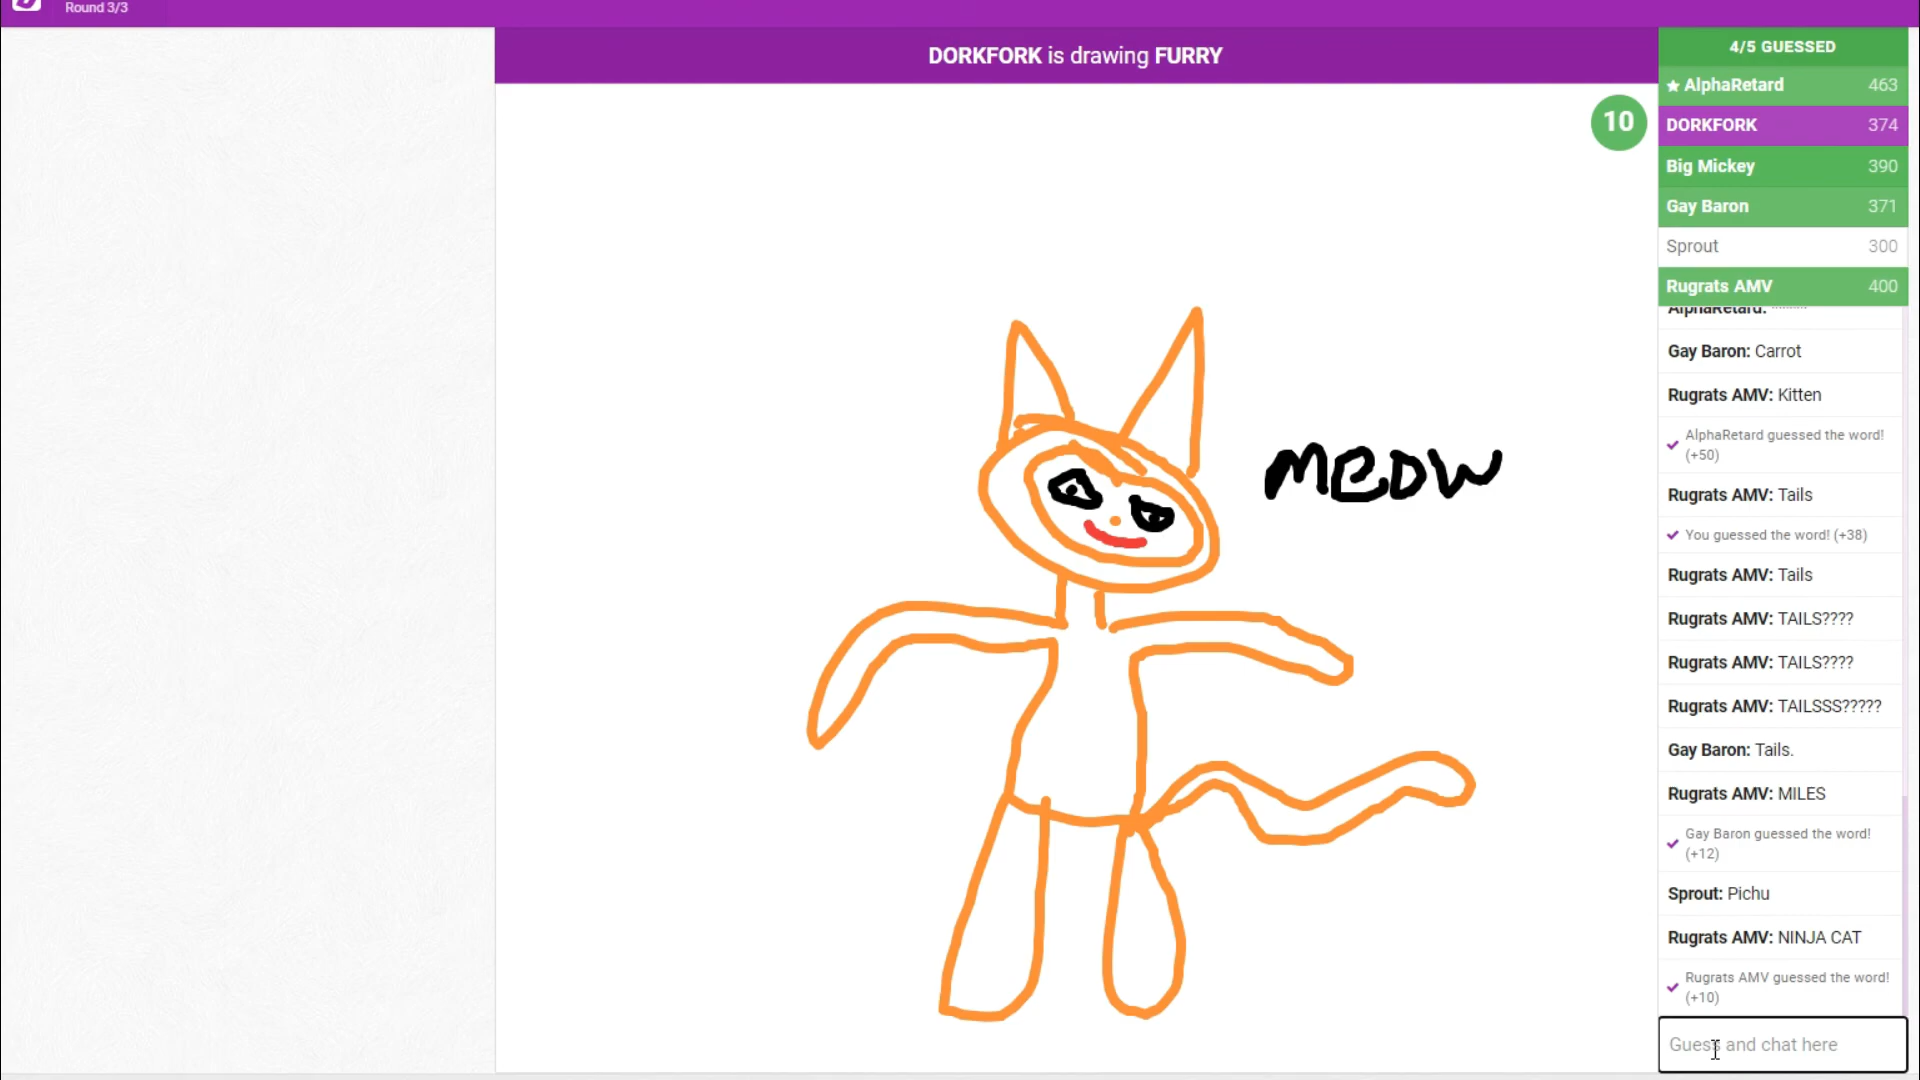 Round 3/3
DORKFORK is drawing FURRY
10
MEOW
4/5 GUESSED
AlphaRetard 463
DORKFORK 374
Big Mickey 390
Gay Baron 371
Sprout 300
Rugrats AMV 400
AlphaRetard:
Gay Baron: Carrot
Rugrats AMV: Kitten
AlphaRetard guessed the word!
(+50)
Rugrats AMV: Tails
You guessed the word! (+38)
Rugrats AMV: Tails
Rugrats AMV: TAILS????
Rugrats AMV: TAILS????
Rugrats AMV: TAILSSS?????
Gay Baron: Tails.
Rugrats AMV: MILES
Gay Baron guessed the word!
(+12)
Sprout: Pichu
Rugrats AMV: NINJA CAT
Rugrats AMV guessed the word!
(+10)
Guess and chat here